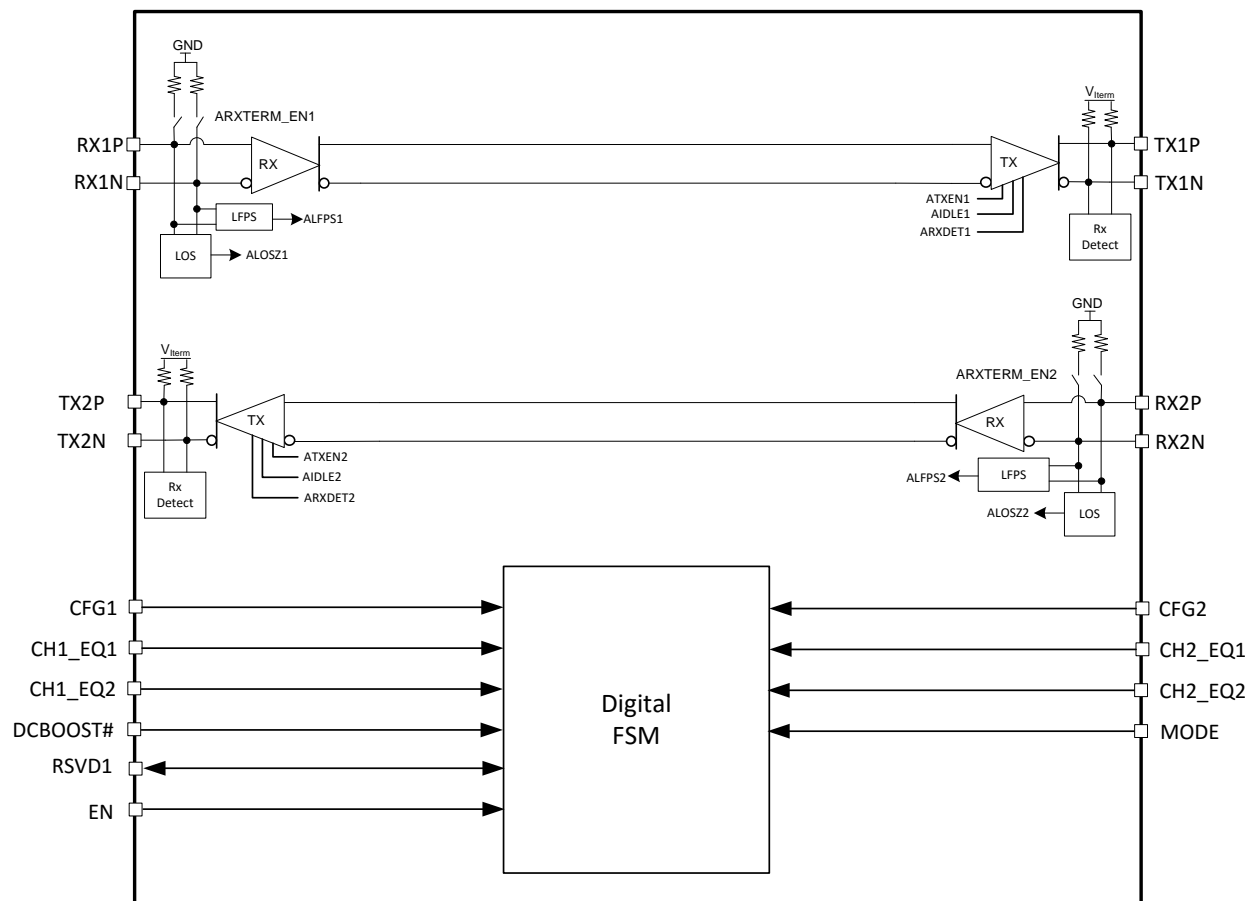 GND
ARXTERM_EN1
RX1P
RX1N
RX
LFPS
ALFPS1
LOS
ALOSZ1
VIterm
TX
TX1P
TX1N
ATXEN1
AIDLE1
ARXDET1
Rx
Detect
VIterm
TX2P
TX2N
TX
ATXEN2
AIDLE2
ARXDET2
Rx
Detect
GND
ARXTERM_EN2
RX
RX2P
RX2N
ALFPS2
LFPS
ALOSZ2
LOS
CFG1
CH1_EQ1
CH1_EQ2
DCBOOST#
RSVD1
EN
Digital
FSM
CFG2
CH2_EQ1
CH2_EQ2
MODE